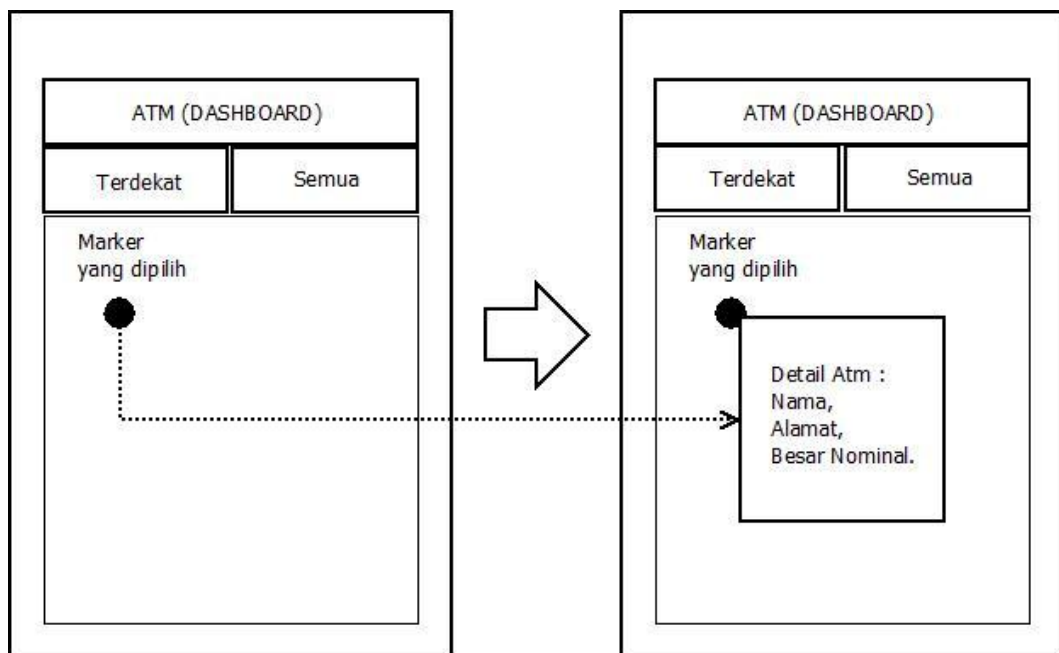 ATM (DASHBOARD)
Terdekat
Semua
Marker
yang dipilih
ATM (DASHBOARD)
Terdekat
Semua
Marker
yang dipilih
Detail Atm :
Nama,
Alamat,
Besar Nominal.